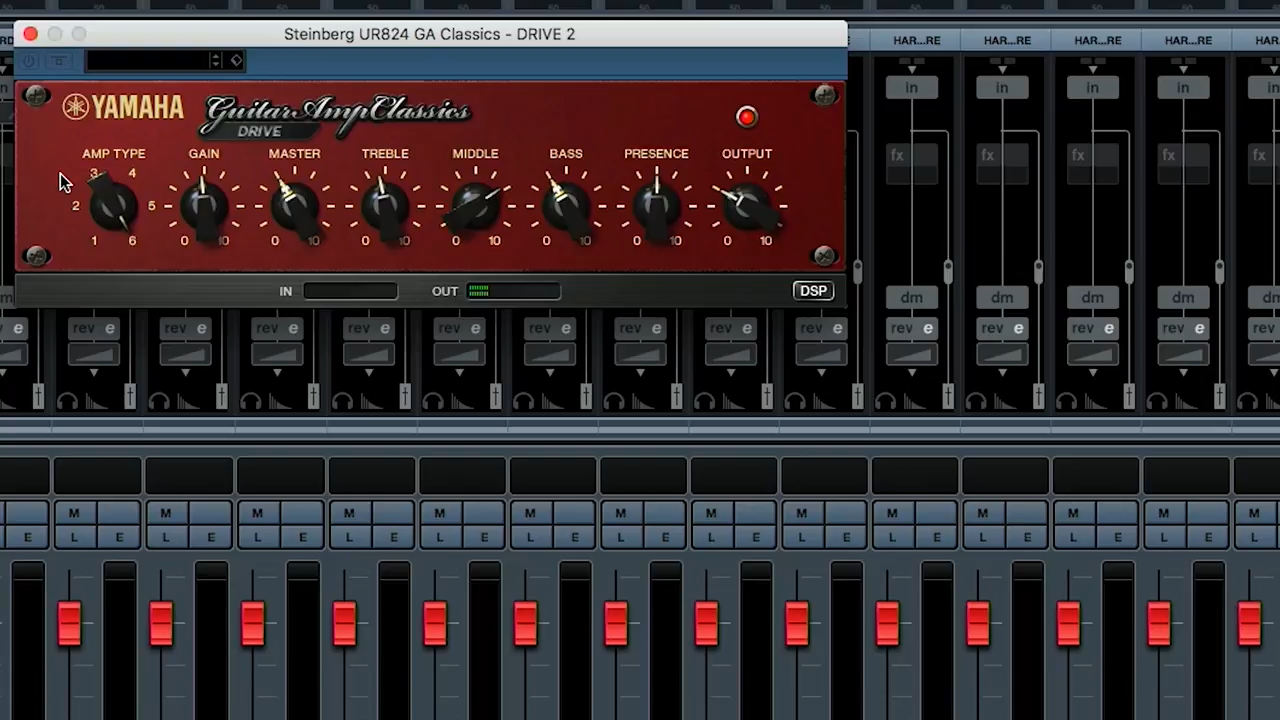 Steinberg UR824 GA Classics - DRIVE 2
HAR...RE HAR...RE HAR...RE HAR...RE
in in in in in
YAMAHA Guitar Amp Classics
DRIVE
AMP TYPE GAIN MASTER TREBLE MIDDLE BASS PRESENCE OUTPUT
fx fx fx fx
3 4
2 5
1 6 0 10 0 10 0 10 0 10 0 10 0 10 0 10
IN OUT DSP
dm dm dm dm
e rev e rev e rev e rev e rev e rev e rev e rev e rev e rev e rev e rev e rev e rev
M M M M M M M M M M M M M M
E L E L E L E L E L E L E L E L E L E L E L E L E L E L